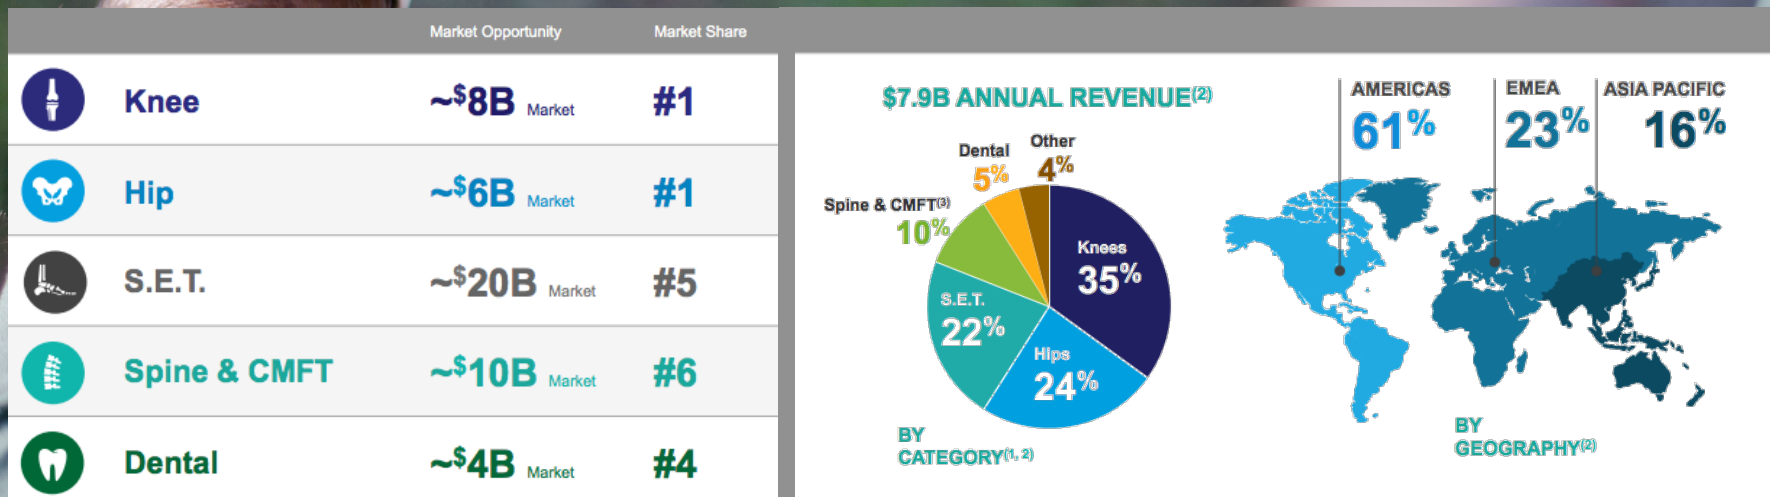 Market Opportunity Market Share
Knee ~$8B Market #1
Hip ~$6B Market #1
S.E.T. ~$20B Market #5
Spine & CMFT ~$10B Market #6
Dental ~$4B Market #4
$7.9B ANNUAL REVENUE(2)
Other
4%
Dental
5%
Spine & CMFT(3)
10%
Knees
35%
S.E.T.
22%
Hips
24%
BY
CATEGORY(1, 2)
AMERICAS
61%
EMEA
23%
ASIA PACIFIC
16%
BY
GEOGRAPHY(2)